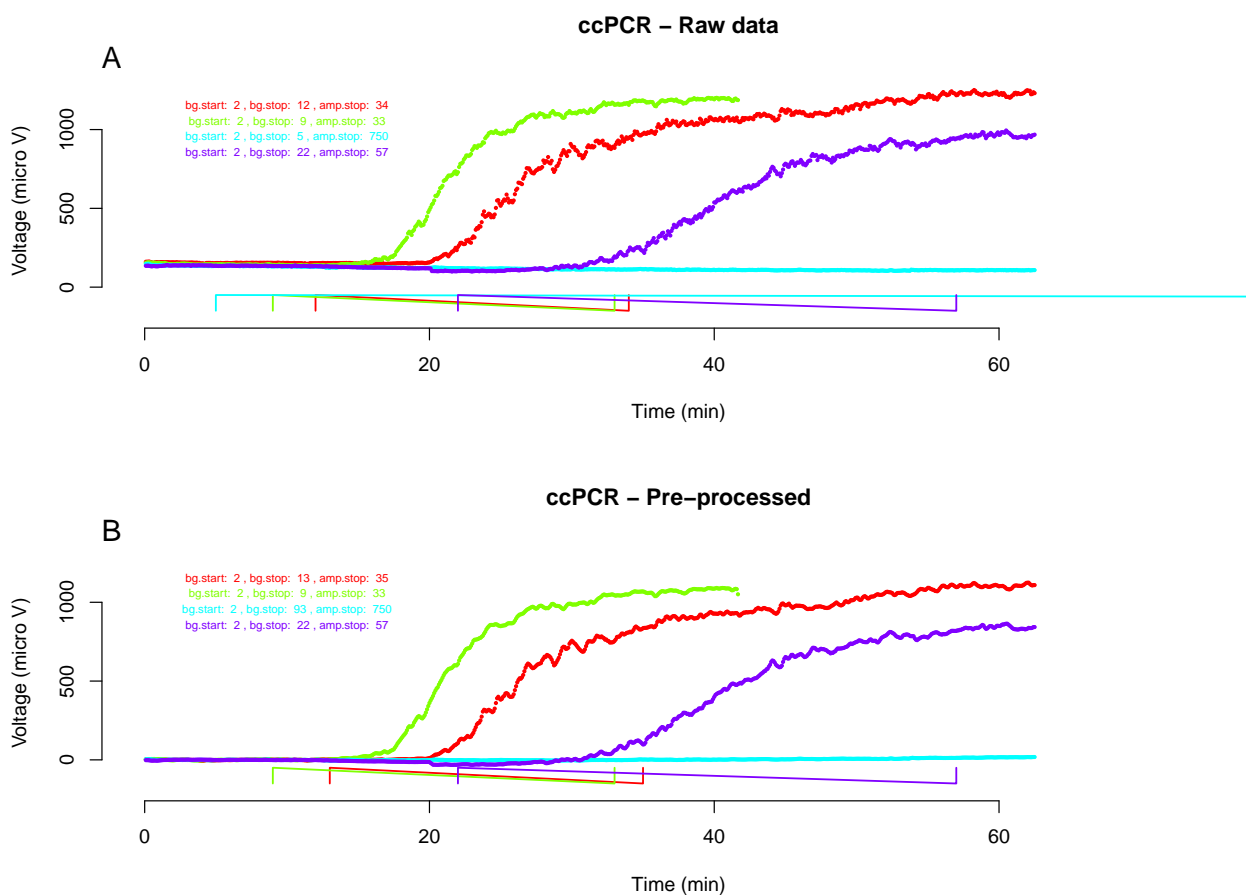 ccPCR − Raw data
A
bg.start: 2 , bg.stop: 12 , amp.stop: 34
bg.start: 2 , bg.stop: 9 , amp.stop: 33
bg.start: 2 , bg.stop: 5 , amp.stop: 750
bg.start: 2 , bg.stop: 22 , amp.stop: 57
Voltage (micro V)
1000
500
0
0 20 40 60
Time (min)
ccPCR − Pre−processed
B
bg.start: 2 , bg.stop: 13 , amp.stop: 35
bg.start: 2 , bg.stop: 9 , amp.stop: 33
bg.start: 2 , bg.stop: 93 , amp.stop: 750
bg.start: 2 , bg.stop: 22 , amp.stop: 57
Voltage (micro V)
1000
500
0
0 20 40 60
Time (min)